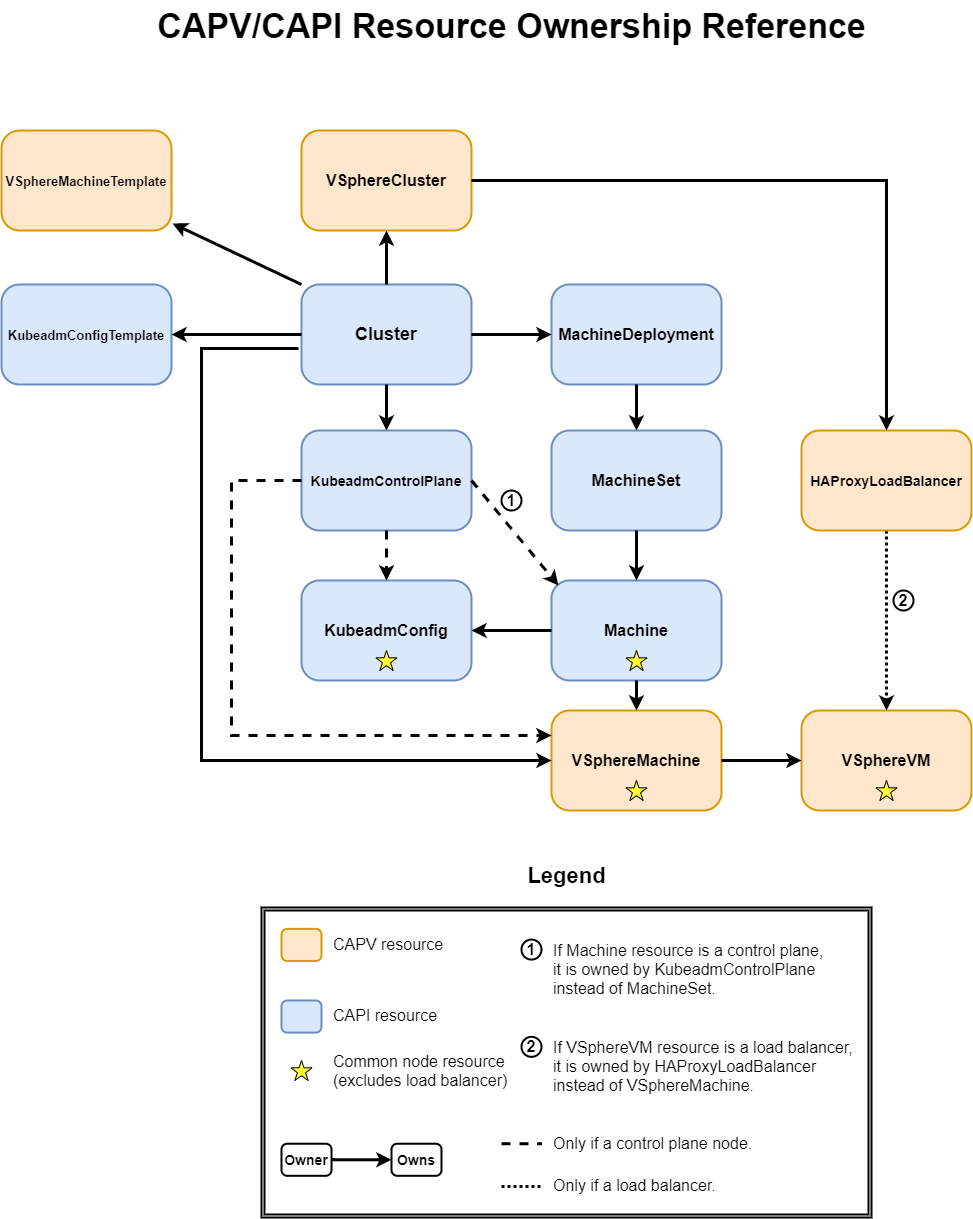 CAPV/CAPI Resource Ownership Reference
VSphereMachineTemplate
VSphereCluster
KubeadmConfigTemplate
Cluster
MachineDeployment
KubeadmControlPlane
1
MachineSet
HAProxyLoadBalancer
KubeadmConfig
Machine
2
VSphereMachine
VSphereVM
Legend
CAPV resource
CAPI resource
Common node resource
(excludes load balancer)
Owner
Owns
1
If Machine resource is a control plane,
it is owned by KubeadmControlPlane
instead of MachineSet.
2
If VSphereVM resource is a load balancer,
it is owned by HAProxyLoadBalancer
instead of VSphereMachine.
Only if a control plane node.
Only if a load balancer.